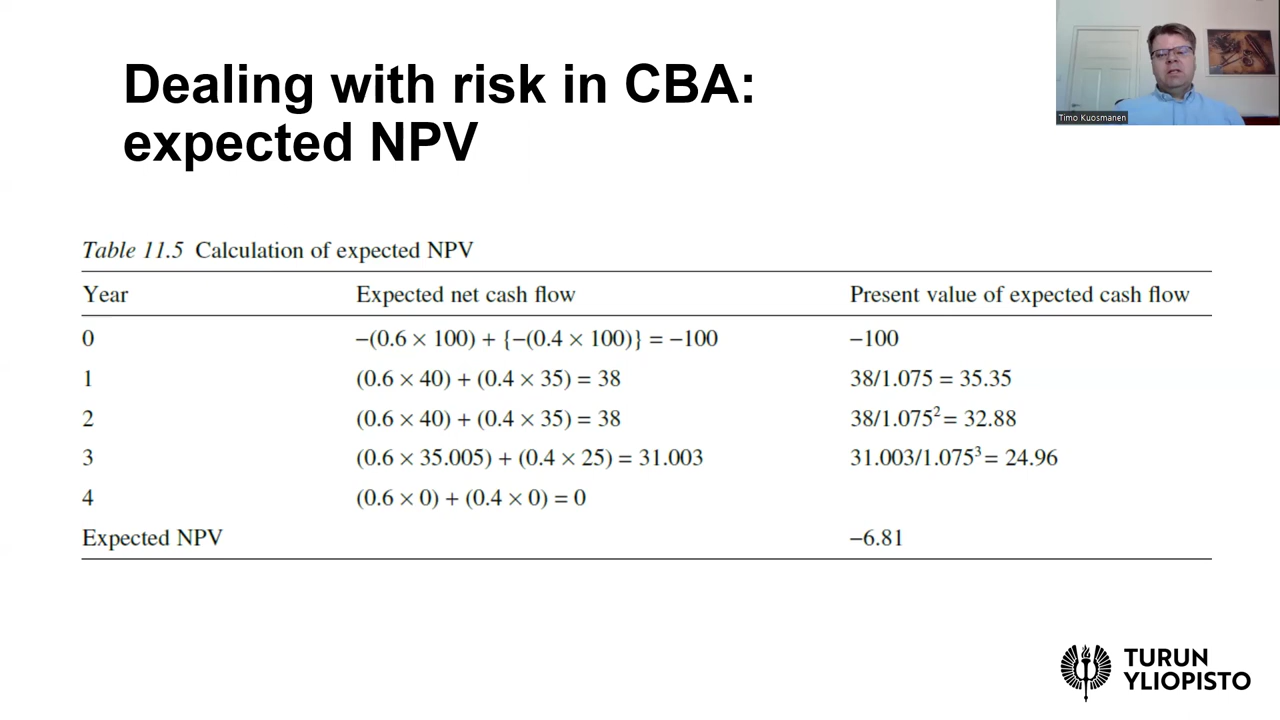 Dealing with risk in CBA:
expected NPV
Timo Kuosmanen
Table 11.5 Calculation of expected NPV
Year Expected net cash flow Present value of expected cash flow
0 −(0.6 × 100) + {−(0.4 × 100)} = −100 −100
1 (0.6 × 40) + (0.4 × 35) = 38 38/1.075 = 35.35
2 (0.6 × 40) + (0.4 × 35) = 38 38/1.075² = 32.88
3 (0.6 × 35.005) + (0.4 × 25) = 31.003 31.003/1.075³ = 24.96
4 (0.6 × 0) + (0.4 × 0) = 0
Expected NPV −6.81
TURUN
YLIOPISTO